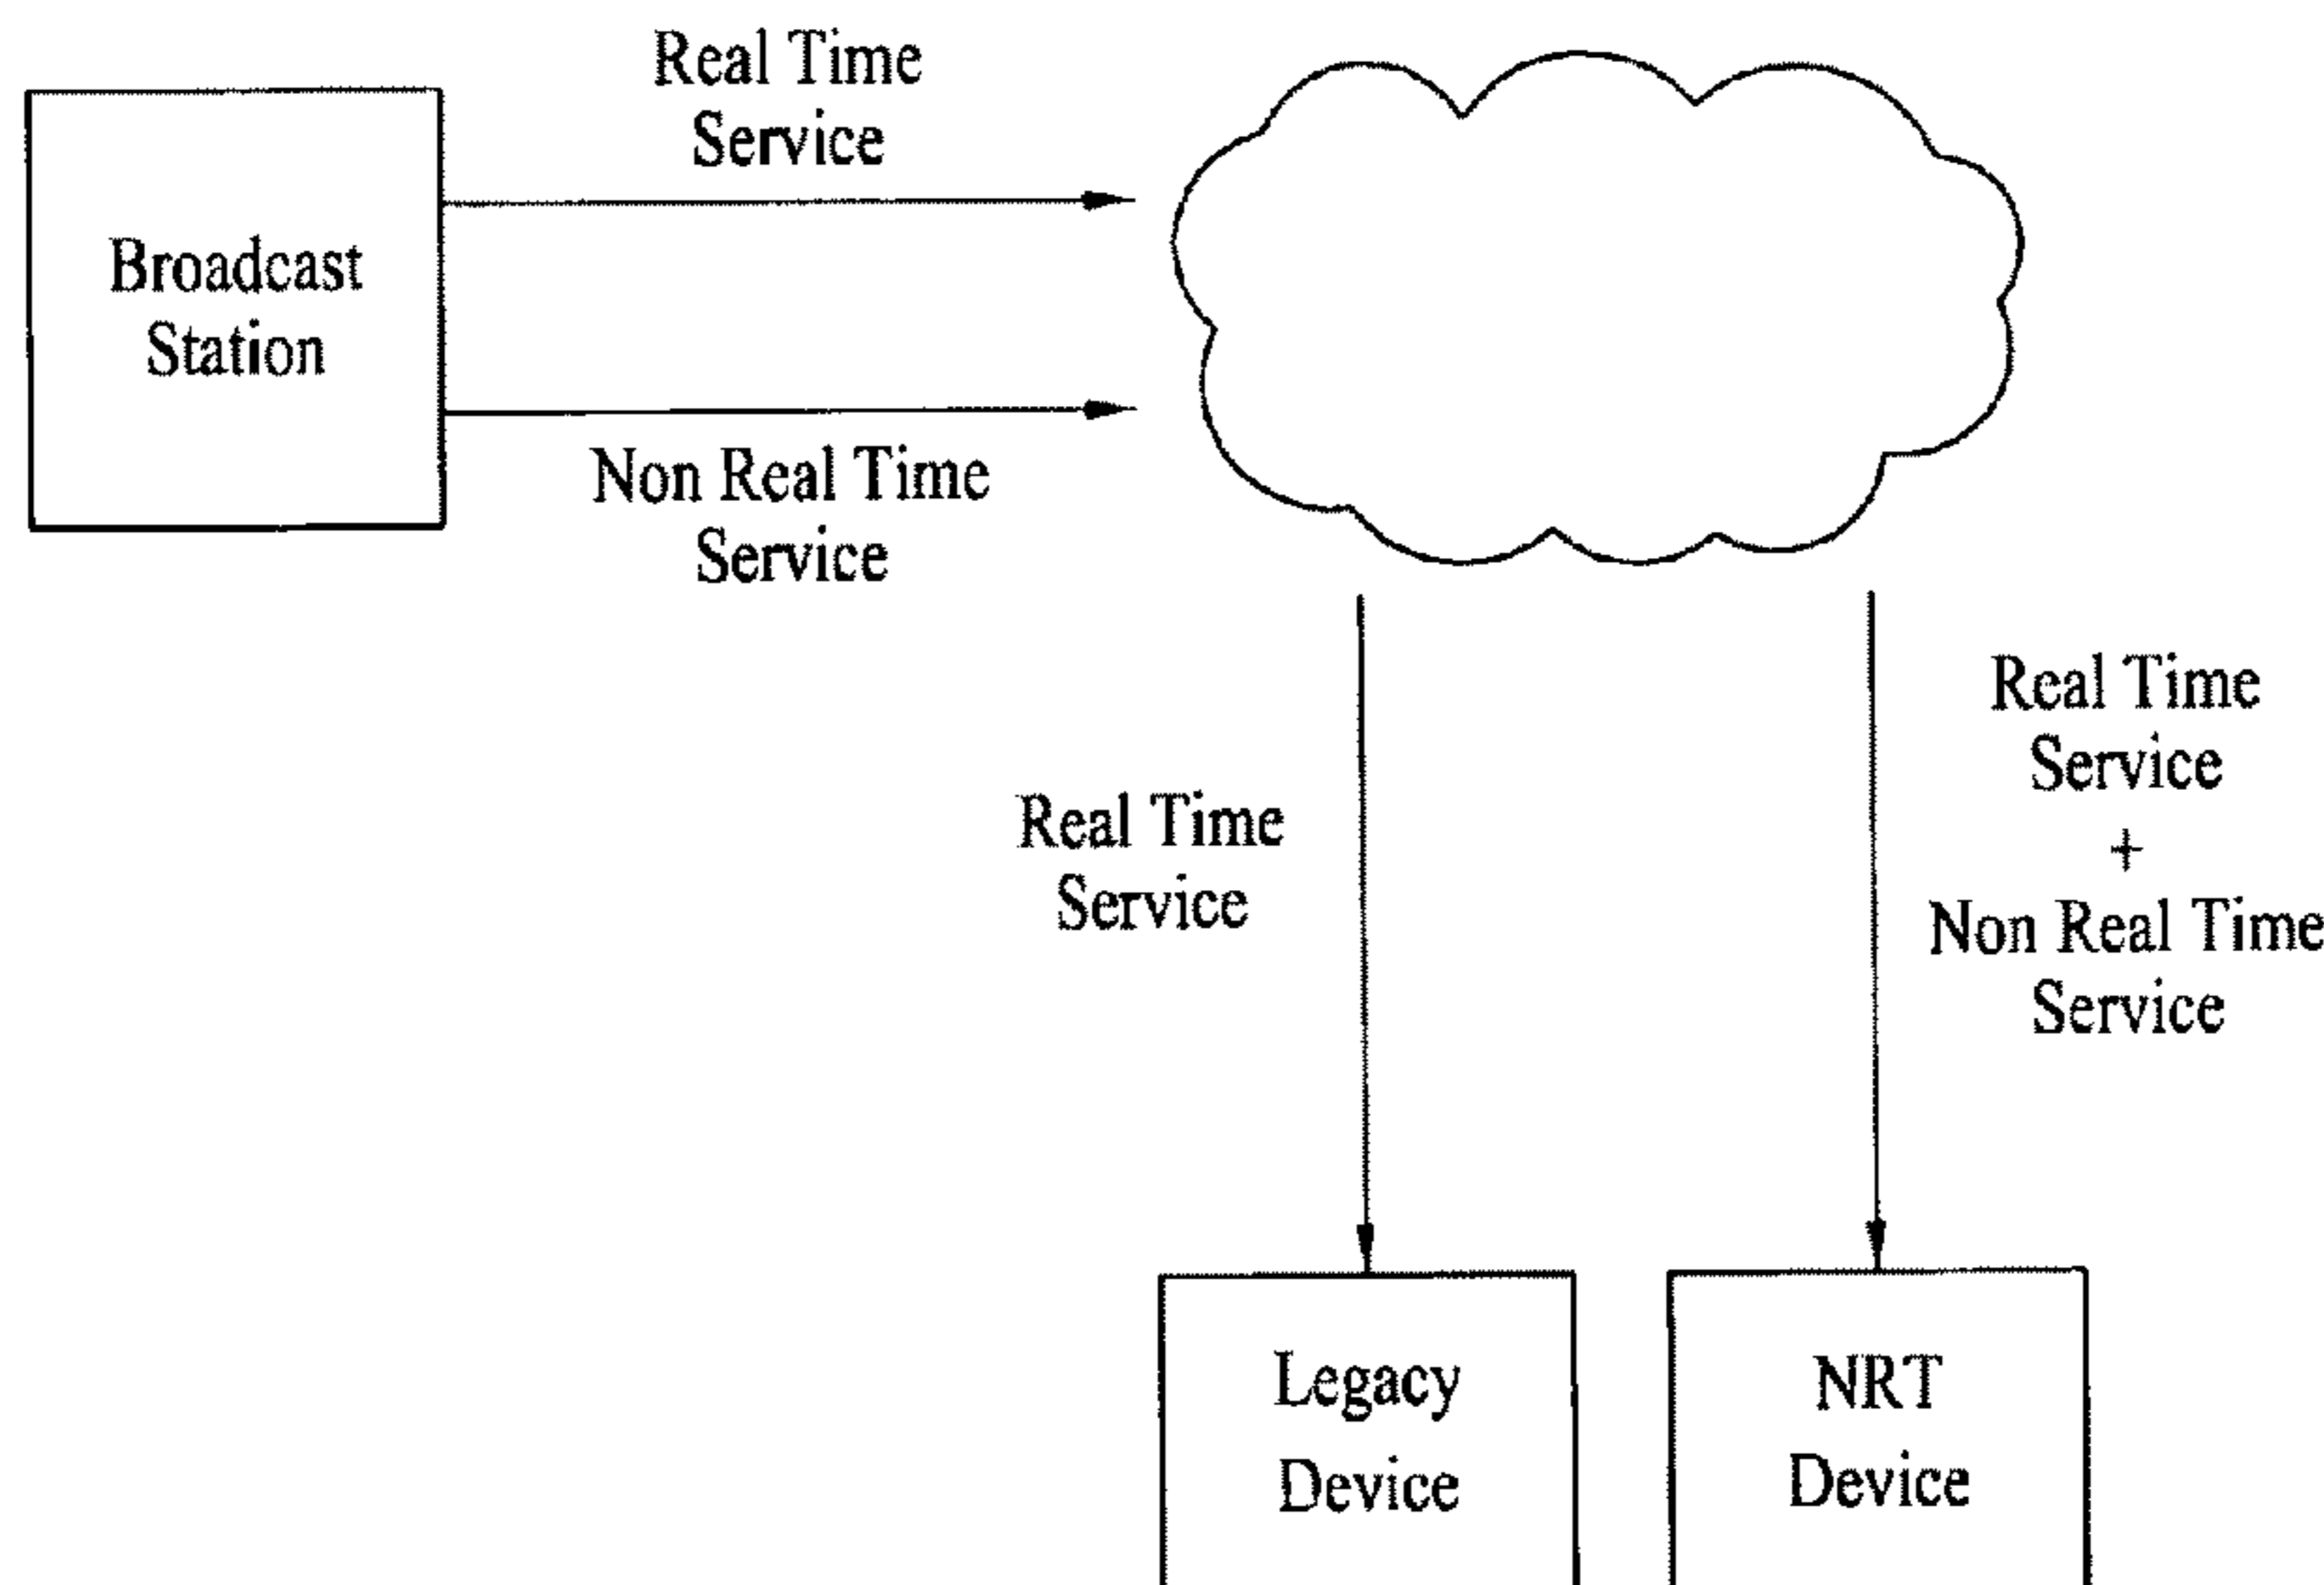 Real Time
Service
Broadcast
Station
Non Real Time
Service
Real Time
Service
Real Time
Service
+
Non Real Time
Service
Legacy
Device
NRT
Device